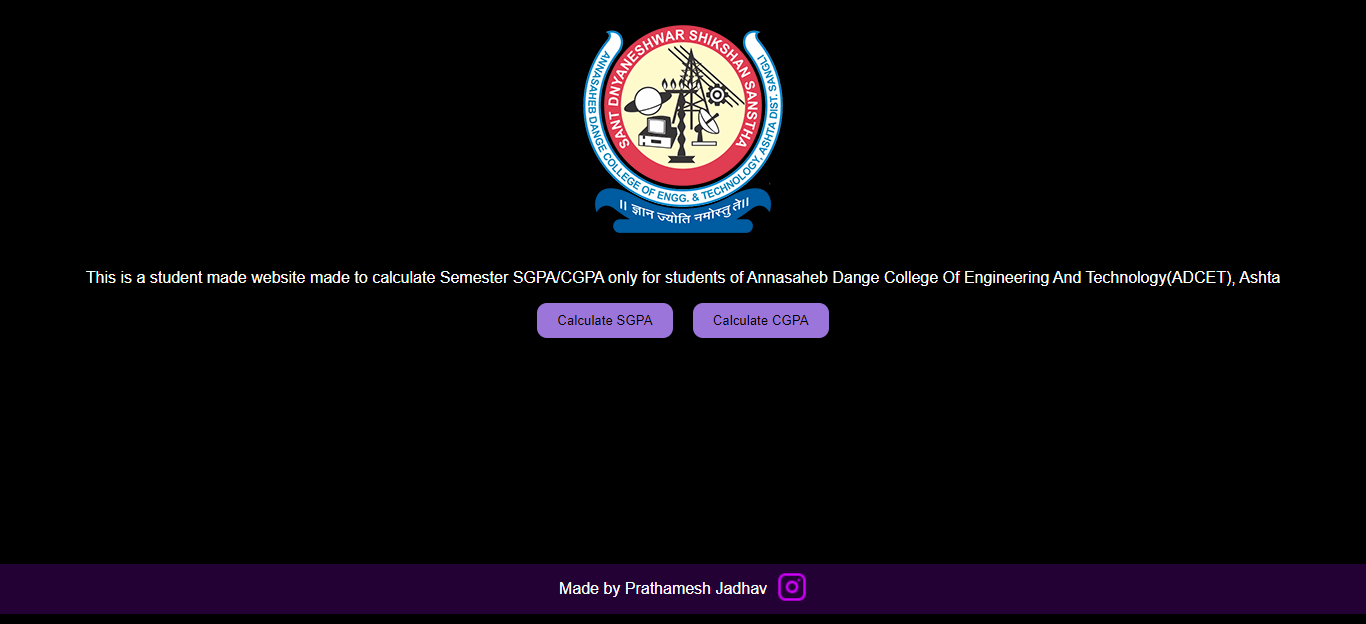 SANT DNYANESHWAR SHIKSHAN SANSTHA
ANNASAHEB DANGE COLLEGE OF ENGG. & TECHNOLOGY, ASHTA DIST. SANGLI
।। ज्ञान ज्योति नमोस्तु ते।।
This is a student made website made to calculate Semester SGPA/CGPA only for students of Annasaheb Dange College Of Engineering And Technology(ADCET), Ashta
Calculate SGPA
Calculate CGPA
Made by Prathamesh Jadhav